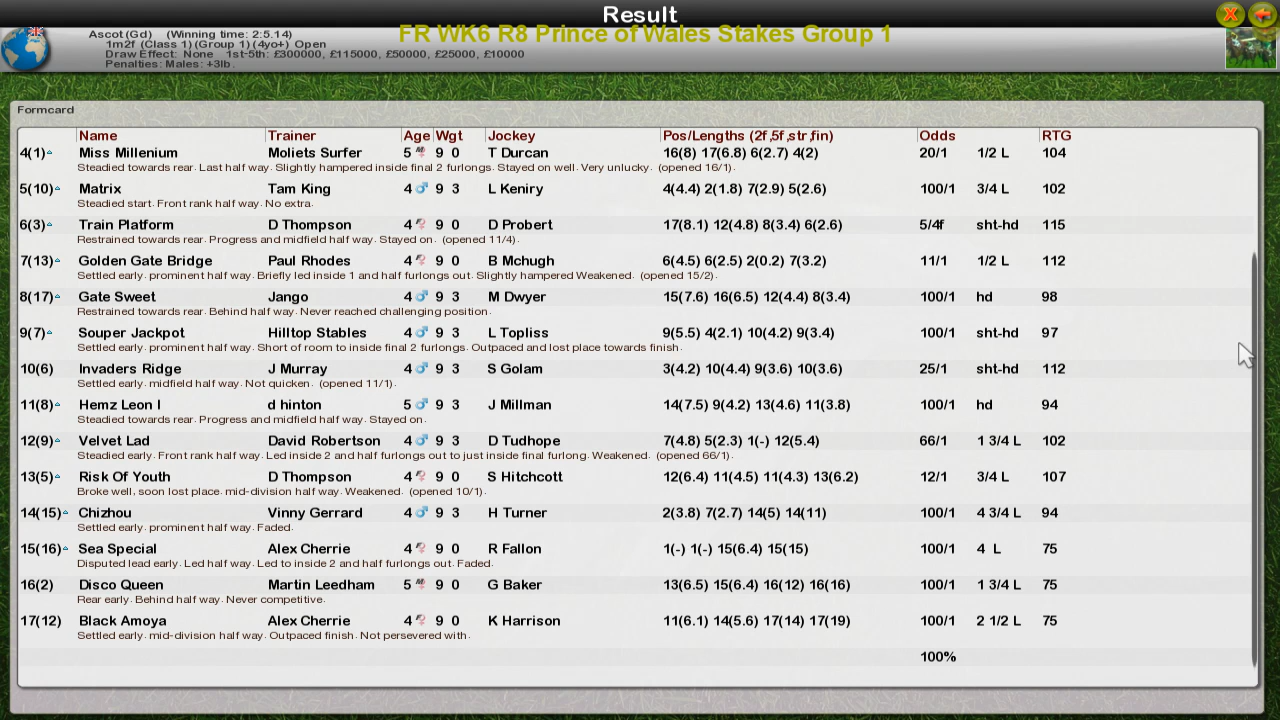 Result
FR WK6 R8 Prince of Wales Stakes Group 1
Ascot (Gd) (Winning time: 2:5.14)
1m2f (Class 1) (Group 1) (4yo+) Open
Draw Effect: None 1st-5th: £300000, £115000, £50000, £25000, £10000
Penalties: Males: +3lb.
Formcard
Name Trainer Age Wgt Jockey Pos/Lengths (2f,5f,str,fin) Odds RTG
4(1) Miss Millenium Moliets Surfer 5 9 0 T Durcan 16(8) 17(6.8) 6(2.7) 4(2) 20/1 1/2 L 104
Steadied towards rear. Last half way. Slightly hampered inside final 2 furlongs. Stayed on well. Very unlucky. (opened 16/1).
5(10) Matrix Tam King 4 9 3 L Keniry 4(4.4) 2(1.8) 7(2.9) 5(2.6) 100/1 3/4 L 102
Steadied start. Front rank half way. No extra.
6(3) Train Platform D Thompson 4 9 0 D Probert 17(8.1) 12(4.8) 8(3.4) 6(2.6) 5/4f sht-hd 115
Restrained towards rear. Progress and midfield half way. Stayed on. (opened 11/4).
7(13) Golden Gate Bridge Paul Rhodes 4 9 0 B Mchugh 6(4.5) 6(2.5) 2(0.2) 7(3.2) 11/1 1/2 L 112
Settled early. prominent half way. Briefly led inside 1 and half furlongs out. Slightly hampered Weakened. (opened 15/2).
8(17) Gate Sweet Jango 4 9 3 M Dwyer 15(7.6) 16(6.5) 12(4.4) 8(3.4) 100/1 hd 98
Restrained towards rear. Behind half way. Never reached challenging position.
9(7) Souper Jackpot Hilltop Stables 4 9 3 L Topliss 9(5.5) 4(2.1) 10(4.2) 9(3.4) 100/1 sht-hd 97
Settled early. prominent half way. Short of room to inside final 2 furlongs. Outpaced and lost place towards finish.
10(6) Invaders Ridge J Murray 4 9 3 S Golam 3(4.2) 10(4.4) 9(3.6) 10(3.6) 25/1 sht-hd 112
Settled early. midfield half way. Not quicken. (opened 11/1).
11(8) Hemz Leon I d hinton 5 9 3 J Millman 14(7.5) 9(4.2) 13(4.6) 11(3.8) 100/1 hd 94
Steadied towards rear. Progress and midfield half way. Stayed on.
12(9) Velvet Lad David Robertson 4 9 3 D Tudhope 7(4.8) 5(2.3) 1(-) 12(5.4) 66/1 1 3/4 L 102
Steadied early. Front rank half way. Led inside 2 and half furlongs out to just inside final furlong. Weakened. (opened 66/1).
13(5) Risk Of Youth D Thompson 4 9 0 S Hitchcott 12(6.4) 11(4.5) 11(4.3) 13(6.2) 12/1 3/4 L 107
Broke well, soon lost place. mid-division half way. Weakened. (opened 10/1).
14(15) Chizhou Vinny Gerrard 4 9 3 H Turner 2(3.8) 7(2.7) 14(5) 14(11) 100/1 4 3/4 L 94
Settled early. prominent half way. Faded.
15(16) Sea Special Alex Cherrie 4 9 0 R Fallon 1(-) 1(-) 15(6.4) 15(15) 100/1 4 L 75
Disputed lead early. Led half way. Led to inside 2 and half furlongs out. Faded.
16(2) Disco Queen Martin Leedham 5 9 0 G Baker 13(6.5) 15(6.4) 16(12) 16(16) 100/1 1 3/4 L 75
Rear early. Behind half way. Never competitive.
17(12) Black Amoya Alex Cherrie 4 9 0 K Harrison 11(6.1) 14(5.6) 17(14) 17(19) 100/1 2 1/2 L 75
Settled early. mid-division half way. Outpaced finish. Not persevered with.
100%